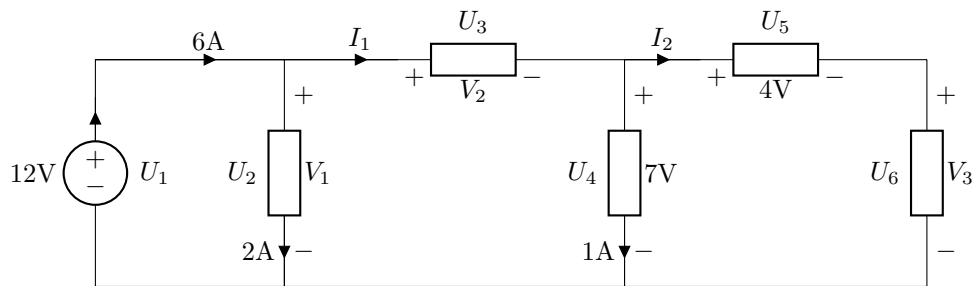 6A
I₁
U₃
I₂
U₅
+
−
+
−
V₂
4V
+
+
+
12V
+
−
U₁
U₂
V₁
U₄
7V
U₆
V₃
2A
−
1A
−
−